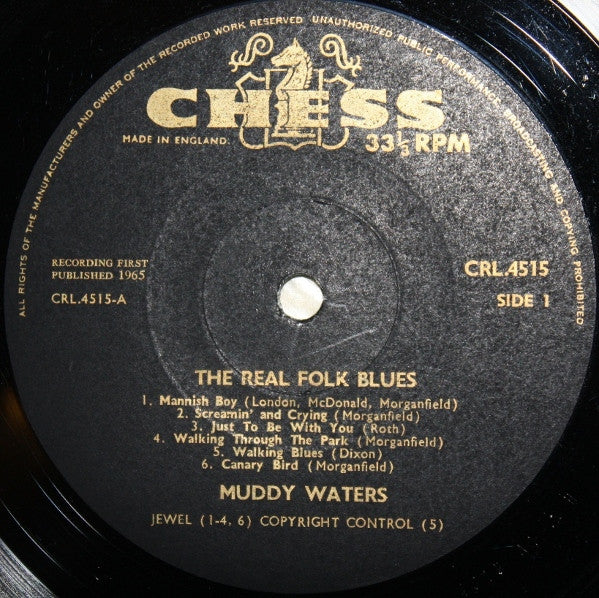 ALL RIGHTS OF THE MANUFACTURERS AND OWNER OF THE RECORDED WORK RESERVED UNAUTHORIZED PUBLIC PERFORMANCE, BROADCASTING AND COPYING PROHIBITED
CHESS
MADE IN ENGLAND.
33⅓ RPM
RECORDING FIRST
PUBLISHED 1965
CRL.4515-A
CRL.4515
SIDE 1
THE REAL FOLK BLUES
1. Mannish Boy (London, McDonald, Morganfield)
2. Screamin' and Crying (Morganfield)
3. Just To Be With You (Roth)
4. Walking Through The Park (Morganfield)
5. Walking Blues (Dixon)
6. Canary Bird (Morganfield)
MUDDY WATERS
JEWEL (1-4, 6) COPYRIGHT CONTROL (5)